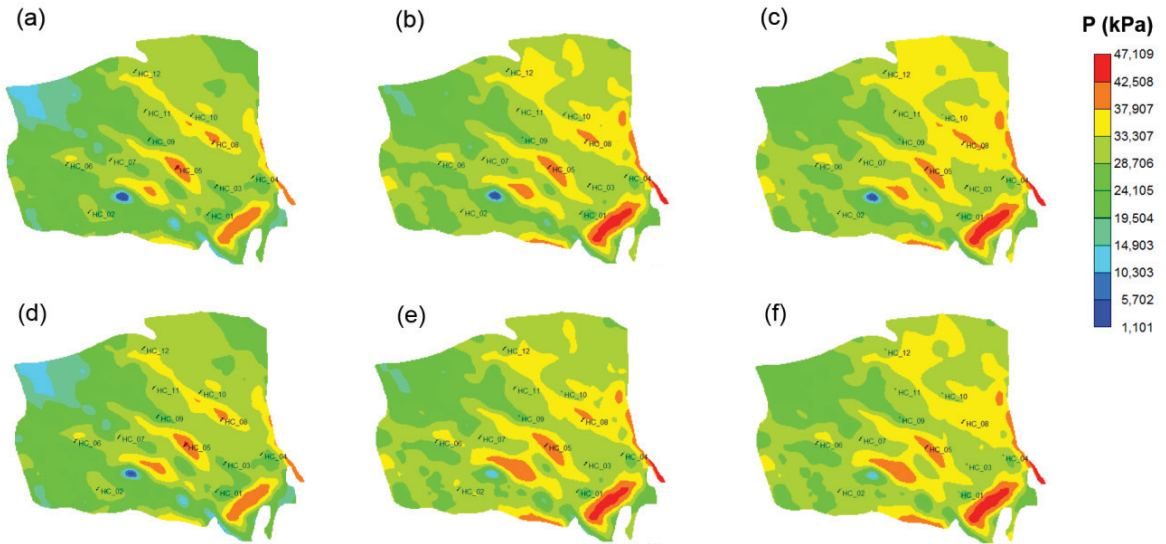 (a)
HC_12
HC_11
HC_10
HC_09
HC_08
HC_07
HC_06
HC_05
HC_04
HC_03
HC_02
HC_01
(b)
HC_12
HC_11
HC_10
HC_09
HC_08
HC_07
HC_06
HC_05
HC_04
HC_03
HC_02
HC_01
(c)
HC_12
HC_11
HC_10
HC_09
HC_08
HC_07
HC_06
HC_05
HC_04
HC_03
HC_02
HC_01
P (kPa)
47,109
42,508
37,907
33,307
28,706
24,105
19,504
14,903
10,303
5,702
1,101
(d)
HC_12
HC_11
HC_10
HC_09
HC_08
HC_07
HC_06
HC_05
HC_04
HC_03
HC_02
HC_01
(e)
HC_12
HC_11
HC_10
HC_09
HC_08
HC_07
HC_06
HC_05
HC_04
HC_03
HC_02
HC_01
(f)
HC_12
HC_11
HC_10
HC_09
HC_08
HC_07
HC_06
HC_05
HC_04
HC_03
HC_02
HC_01